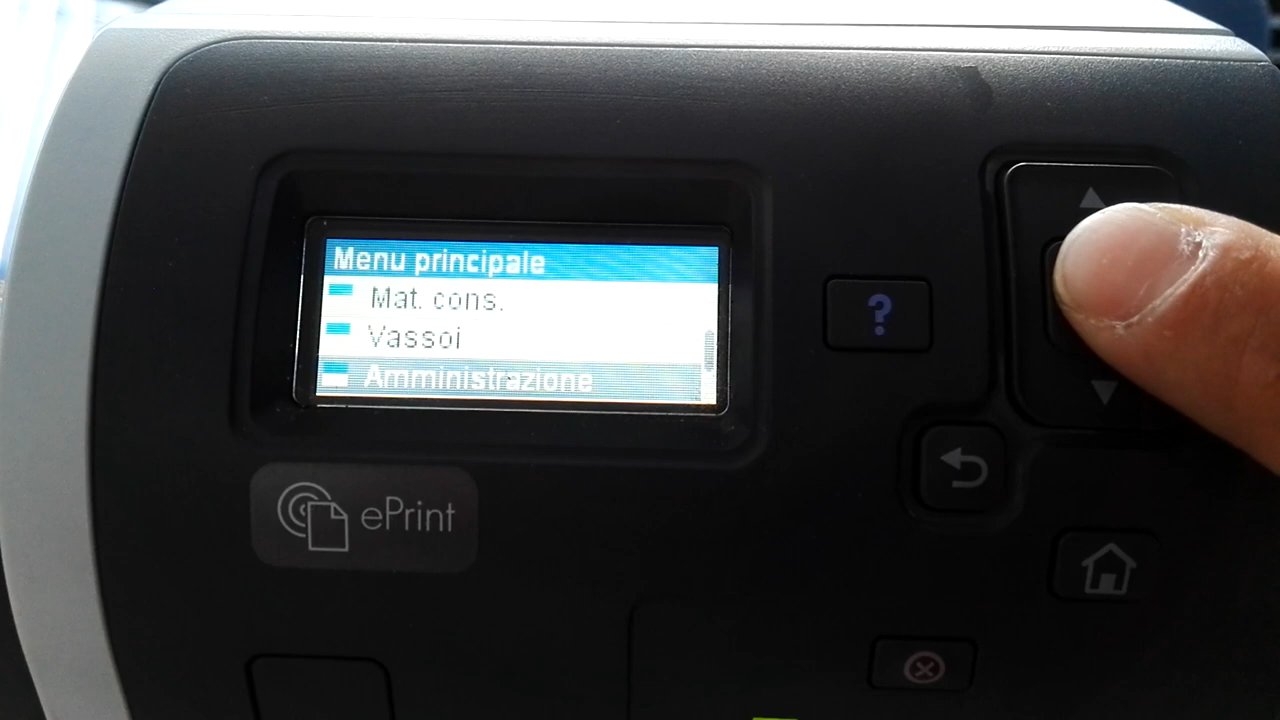 Menu principale
Mat. cons.
Vassoi
Amministrazione
?
ePrint